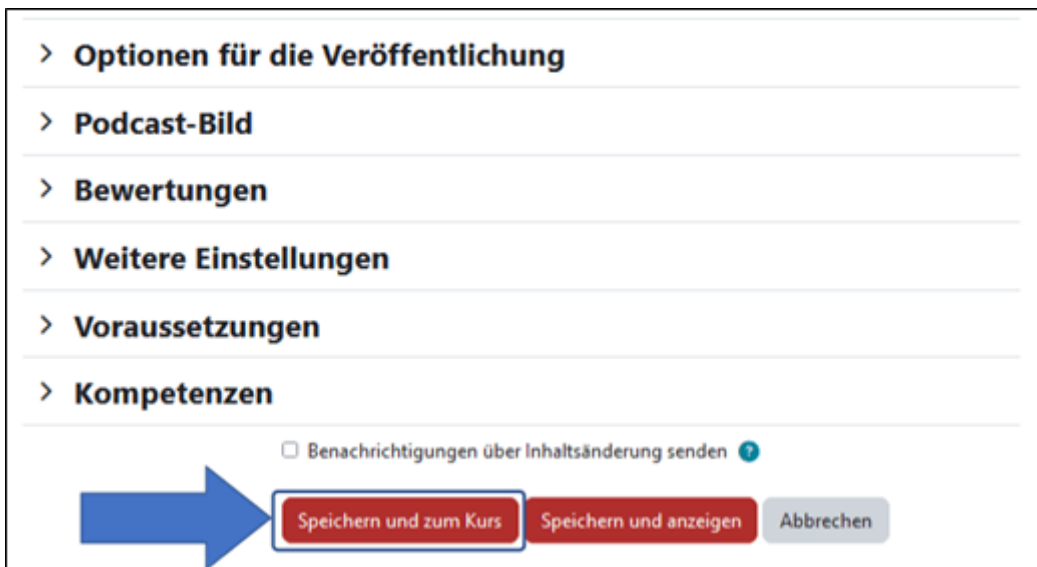 Optionen für die Veröffentlichung
Podcast-Bild
Bewertungen
Weitere Einstellungen
Voraussetzungen
Kompetenzen
Benachrichtigungen über Inhaltsänderung senden ?
Speichern und zum Kurs Speichern und anzeigen Abbrechen